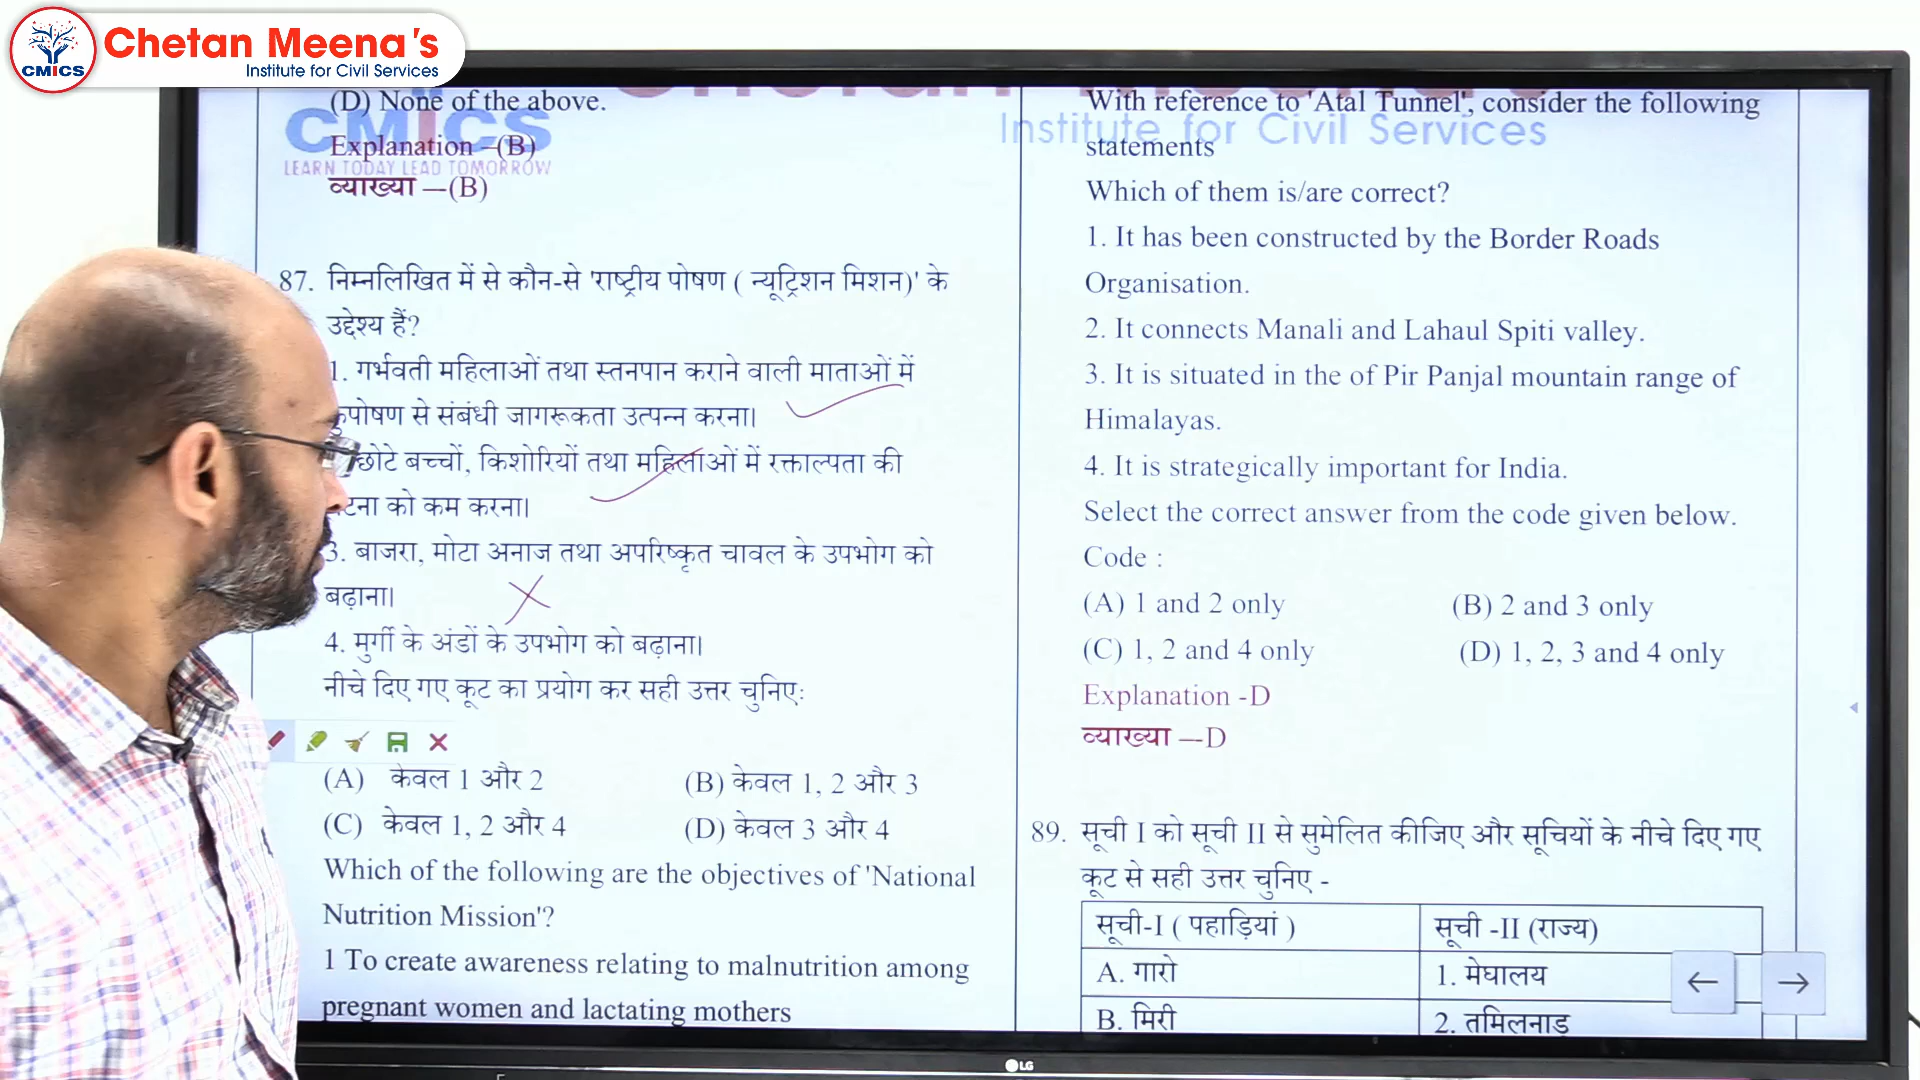 Chetan Meena's
Institute for Civil Services
CMICS
CMICS
LEARN TODAY LEAD TOMORROW
Institute for Civil Services
(D) None of the above.
Explanation –(B)
व्याख्या —(B)
87. निम्नलिखित में से कौन-से 'राष्ट्रीय पोषण ( न्यूट्रिशन मिशन)' के
उद्देश्य हैं?
1. गर्भवती महिलाओं तथा स्तनपान कराने वाली माताओं में
कुपोषण से संबंधी जागरूकता उत्पन्न करना।
छोटे बच्चों, किशोरियों तथा महिलाओं में रक्ताल्पता की
को कम करना।
3. बाजरा, मोटा अनाज तथा अपरिष्कृत चावल के उपभोग को
बढ़ाना।
4. मुर्गी के अंडों के उपभोग को बढ़ाना।
नीचे दिए गए कूट का प्रयोग कर सही उत्तर चुनिए:
(A) केवल 1 और 2 (B) केवल 1, 2 और 3
(C) केवल 1, 2 और 4 (D) केवल 3 और 4
Which of the following are the objectives of 'National
Nutrition Mission'?
1 To create awareness relating to malnutrition among
pregnant women and lactating mothers
With reference to 'Atal Tunnel', consider the following
statements
Which of them is/are correct?
1. It has been constructed by the Border Roads
Organisation.
2. It connects Manali and Lahaul Spiti valley.
3. It is situated in the of Pir Panjal mountain range of
Himalayas.
4. It is strategically important for India.
Select the correct answer from the code given below.
Code :
(A) 1 and 2 only (B) 2 and 3 only
(C) 1, 2 and 4 only (D) 1, 2, 3 and 4 only
Explanation -D
व्याख्या —D
89. सूची I को सूची II से सुमेलित कीजिए और सूचियों के नीचे दिए गए
कूट से सही उत्तर चुनिए -
सूची-I ( पहाड़ियां ) सूची -II (राज्य)
A. गारो 1. मेघालय
B. मिरी 2. तमिलनाडु
LG